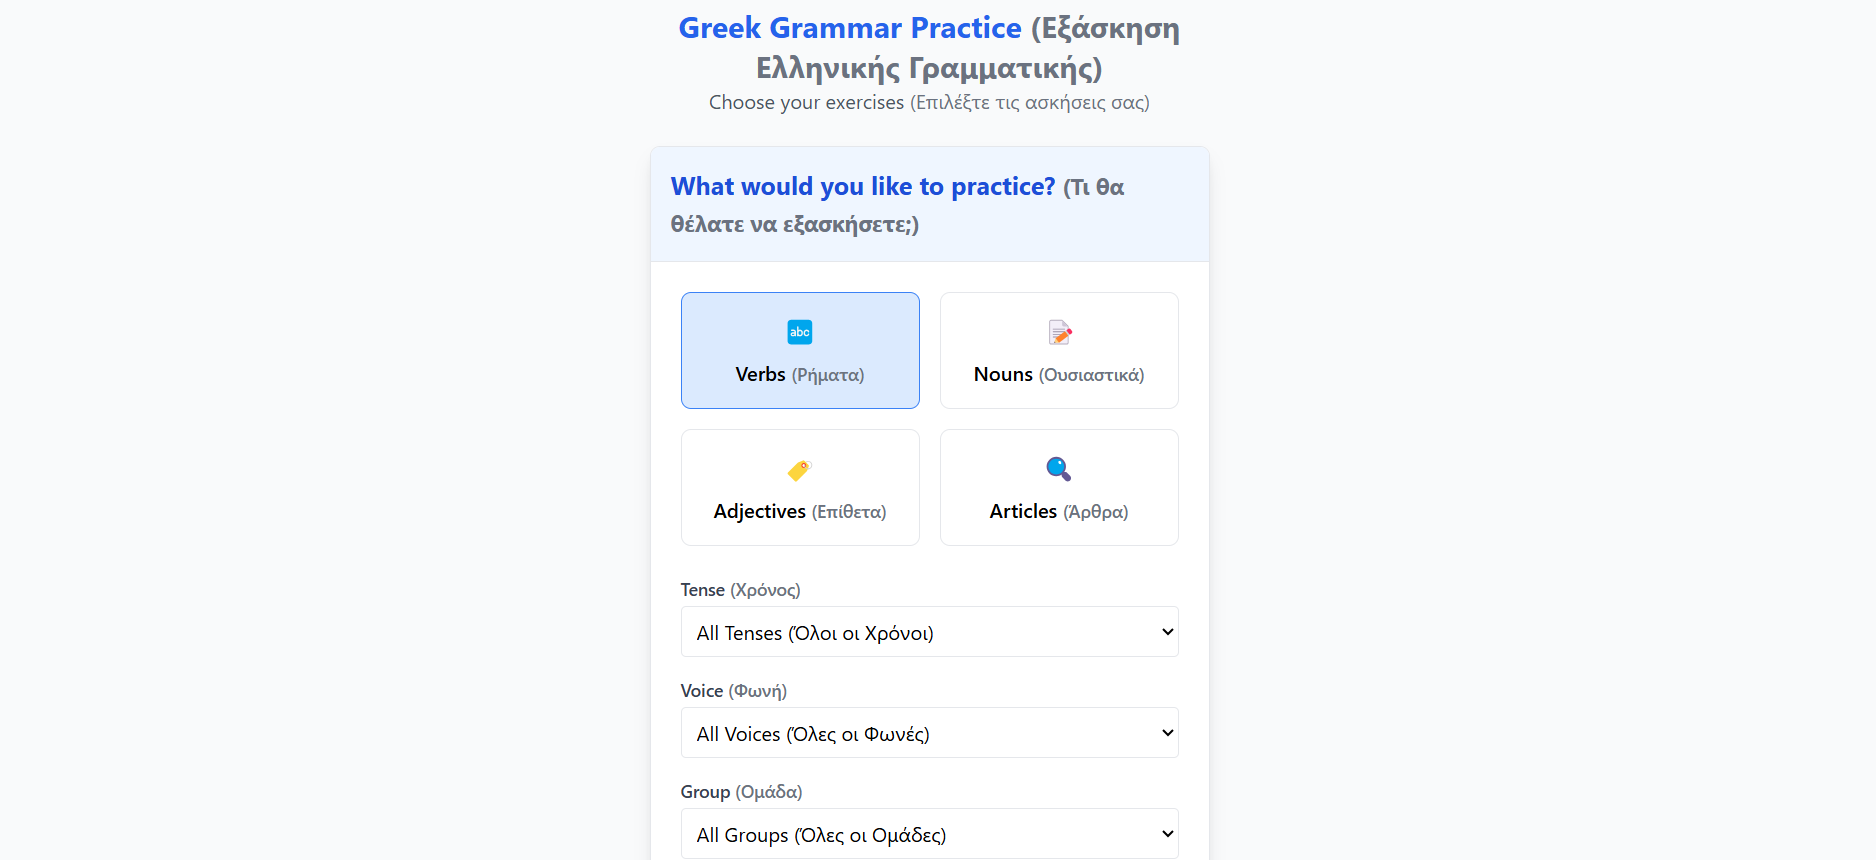 Greek Grammar Practice (Εξάσκηση
Ελληνικής Γραμματικής)
Choose your exercises (Επιλέξτε τις ασκήσεις σας)
What would you like to practice? (Τι θα
θέλατε να εξασκήσετε;)
abc
Verbs (Ρήματα)
Nouns (Ουσιαστικά)
Adjectives (Επίθετα)
Articles (Άρθρα)
Tense (Χρόνος)
All Tenses (Όλοι οι Χρόνοι)
Voice (Φωνή)
All Voices (Όλες οι Φωνές)
Group (Ομάδα)
All Groups (Όλες οι Ομάδες)